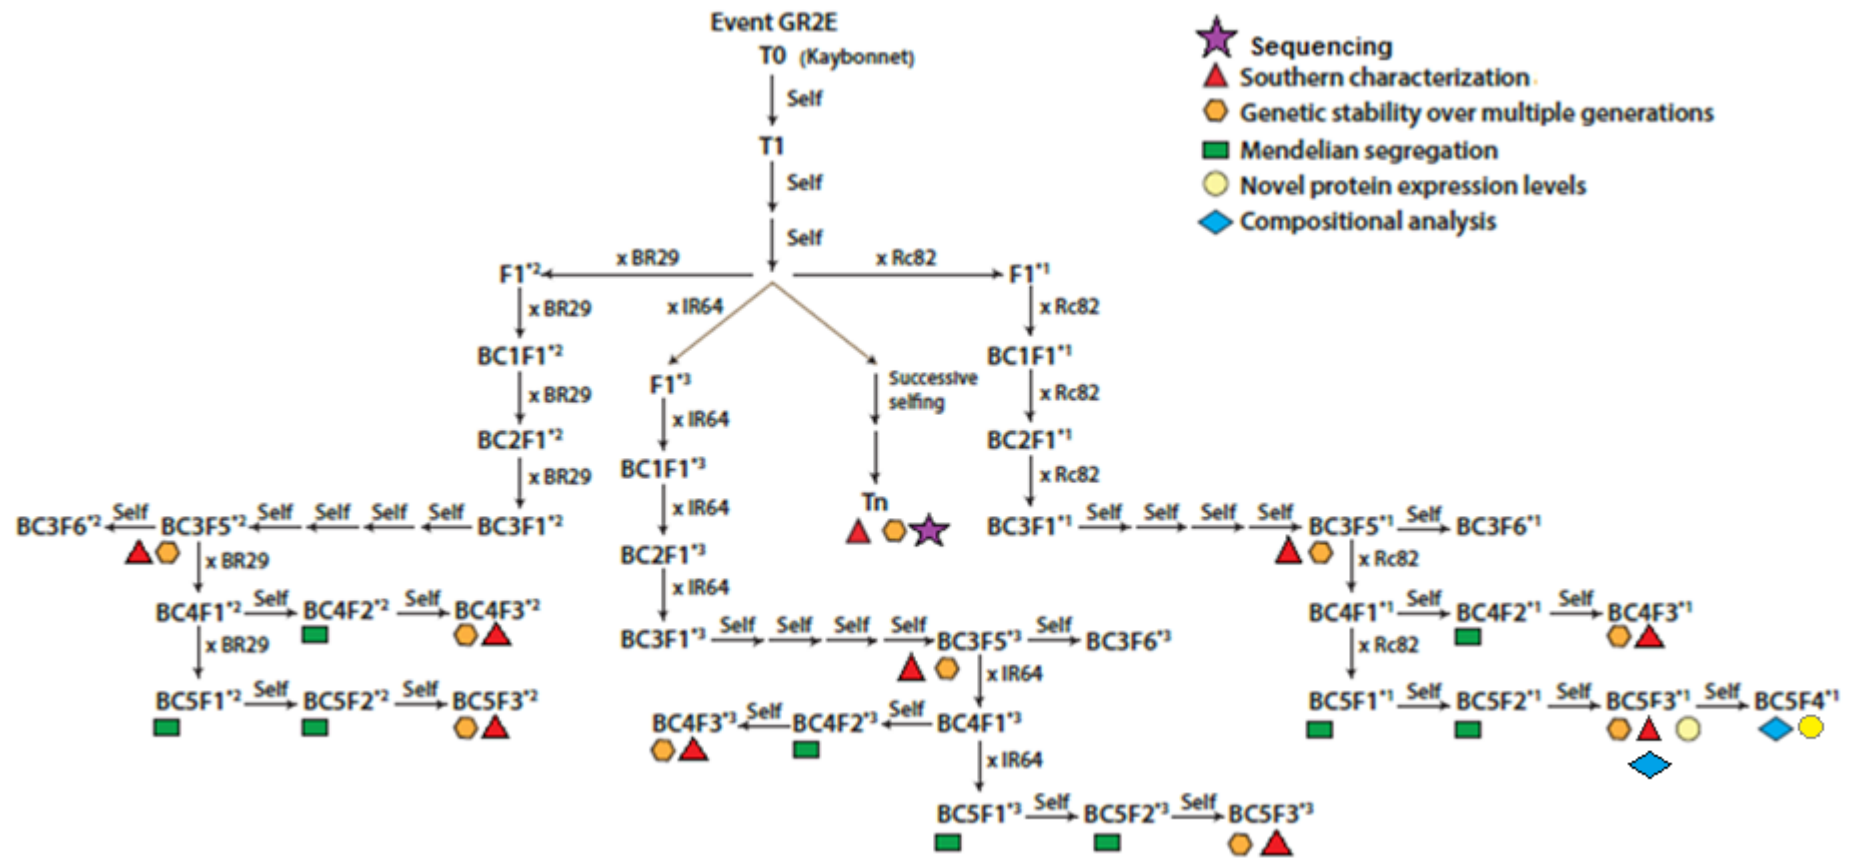 Event GR2E
T0 (Kaybonnet)
Self
T1
Self
Self
Sequencing
Southern characterization
Genetic stability over multiple generations
Mendelian segregation
Novel protein expression levels
Compositional analysis
F1*2 x BR29 x Rc82 F1*1
x BR29 x IR64 x Rc82
BC1F1*2 BC1F1*1
F1*3 Successive
selfing
x BR29 x Rc82
x IR64
BC2F1*2 BC2F1*1
BC1F1*3
x BR29 x Rc82
Tn
x IR64
BC3F6*2 Self BC3F5*2 Self Self Self Self BC3F1*2
BC3F1*1 Self Self Self Self BC3F5*1 Self BC3F6*1
BC2F1*3
x BR29 x Rc82
x IR64
BC4F1*2 Self BC4F2*2 Self BC4F3*2
BC4F1*1 Self BC4F2*1 Self BC4F3*1
BC3F1*3 Self Self Self Self BC3F5*3 Self BC3F6*3
x BR29 x Rc82
x IR64
BC5F1*2 Self BC5F2*2 Self BC5F3*2
BC5F1*1 Self BC5F2*1 Self BC5F3*1 Self BC5F4*1
BC4F3*3 Self BC4F2*3 Self BC4F1*3
x IR64
BC5F1*3 Self BC5F2*3 Self BC5F3*3